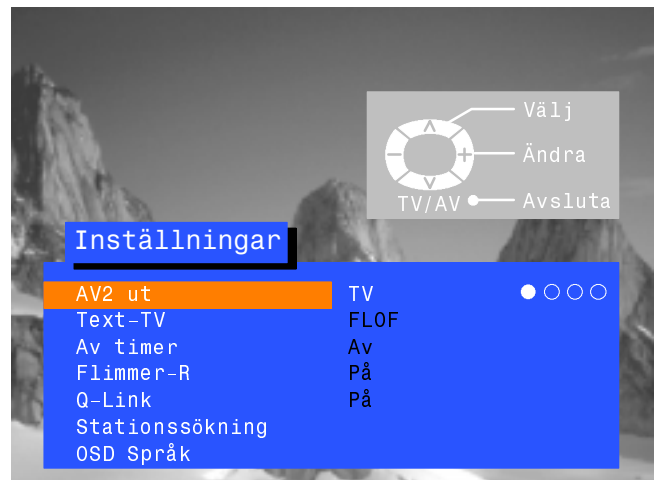 Välj
Ändra
TV/AV Avsluta
Inställningar
AV2 ut TV
Text-TV FLOF
Av timer Av
Flimmer-R På
Q-Link På
Stationssökning
OSD Språk